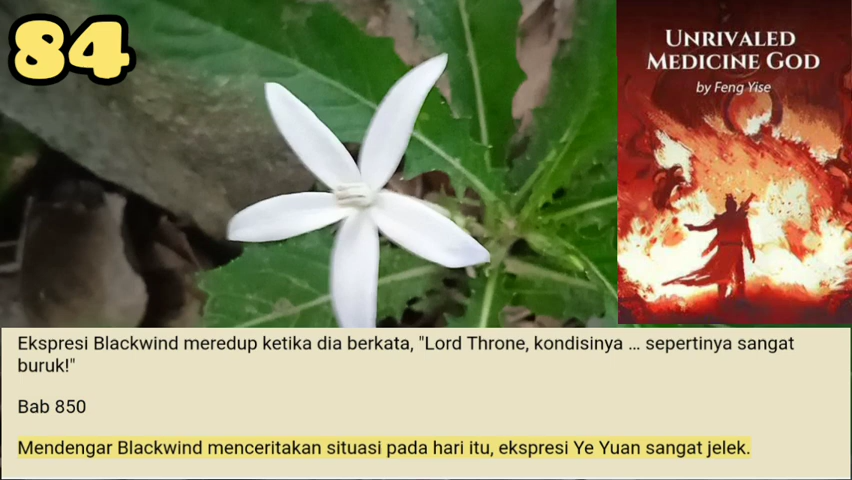 84
UNRIVALED
MEDICINE GOD
by Feng Yise
Ekspresi Blackwind meredup ketika dia berkata, "Lord Throne, kondisinya ... sepertinya sangat
buruk!"
Bab 850
Mendengar Blackwind menceritakan situasi pada hari itu, ekspresi Ye Yuan sangat jelek.